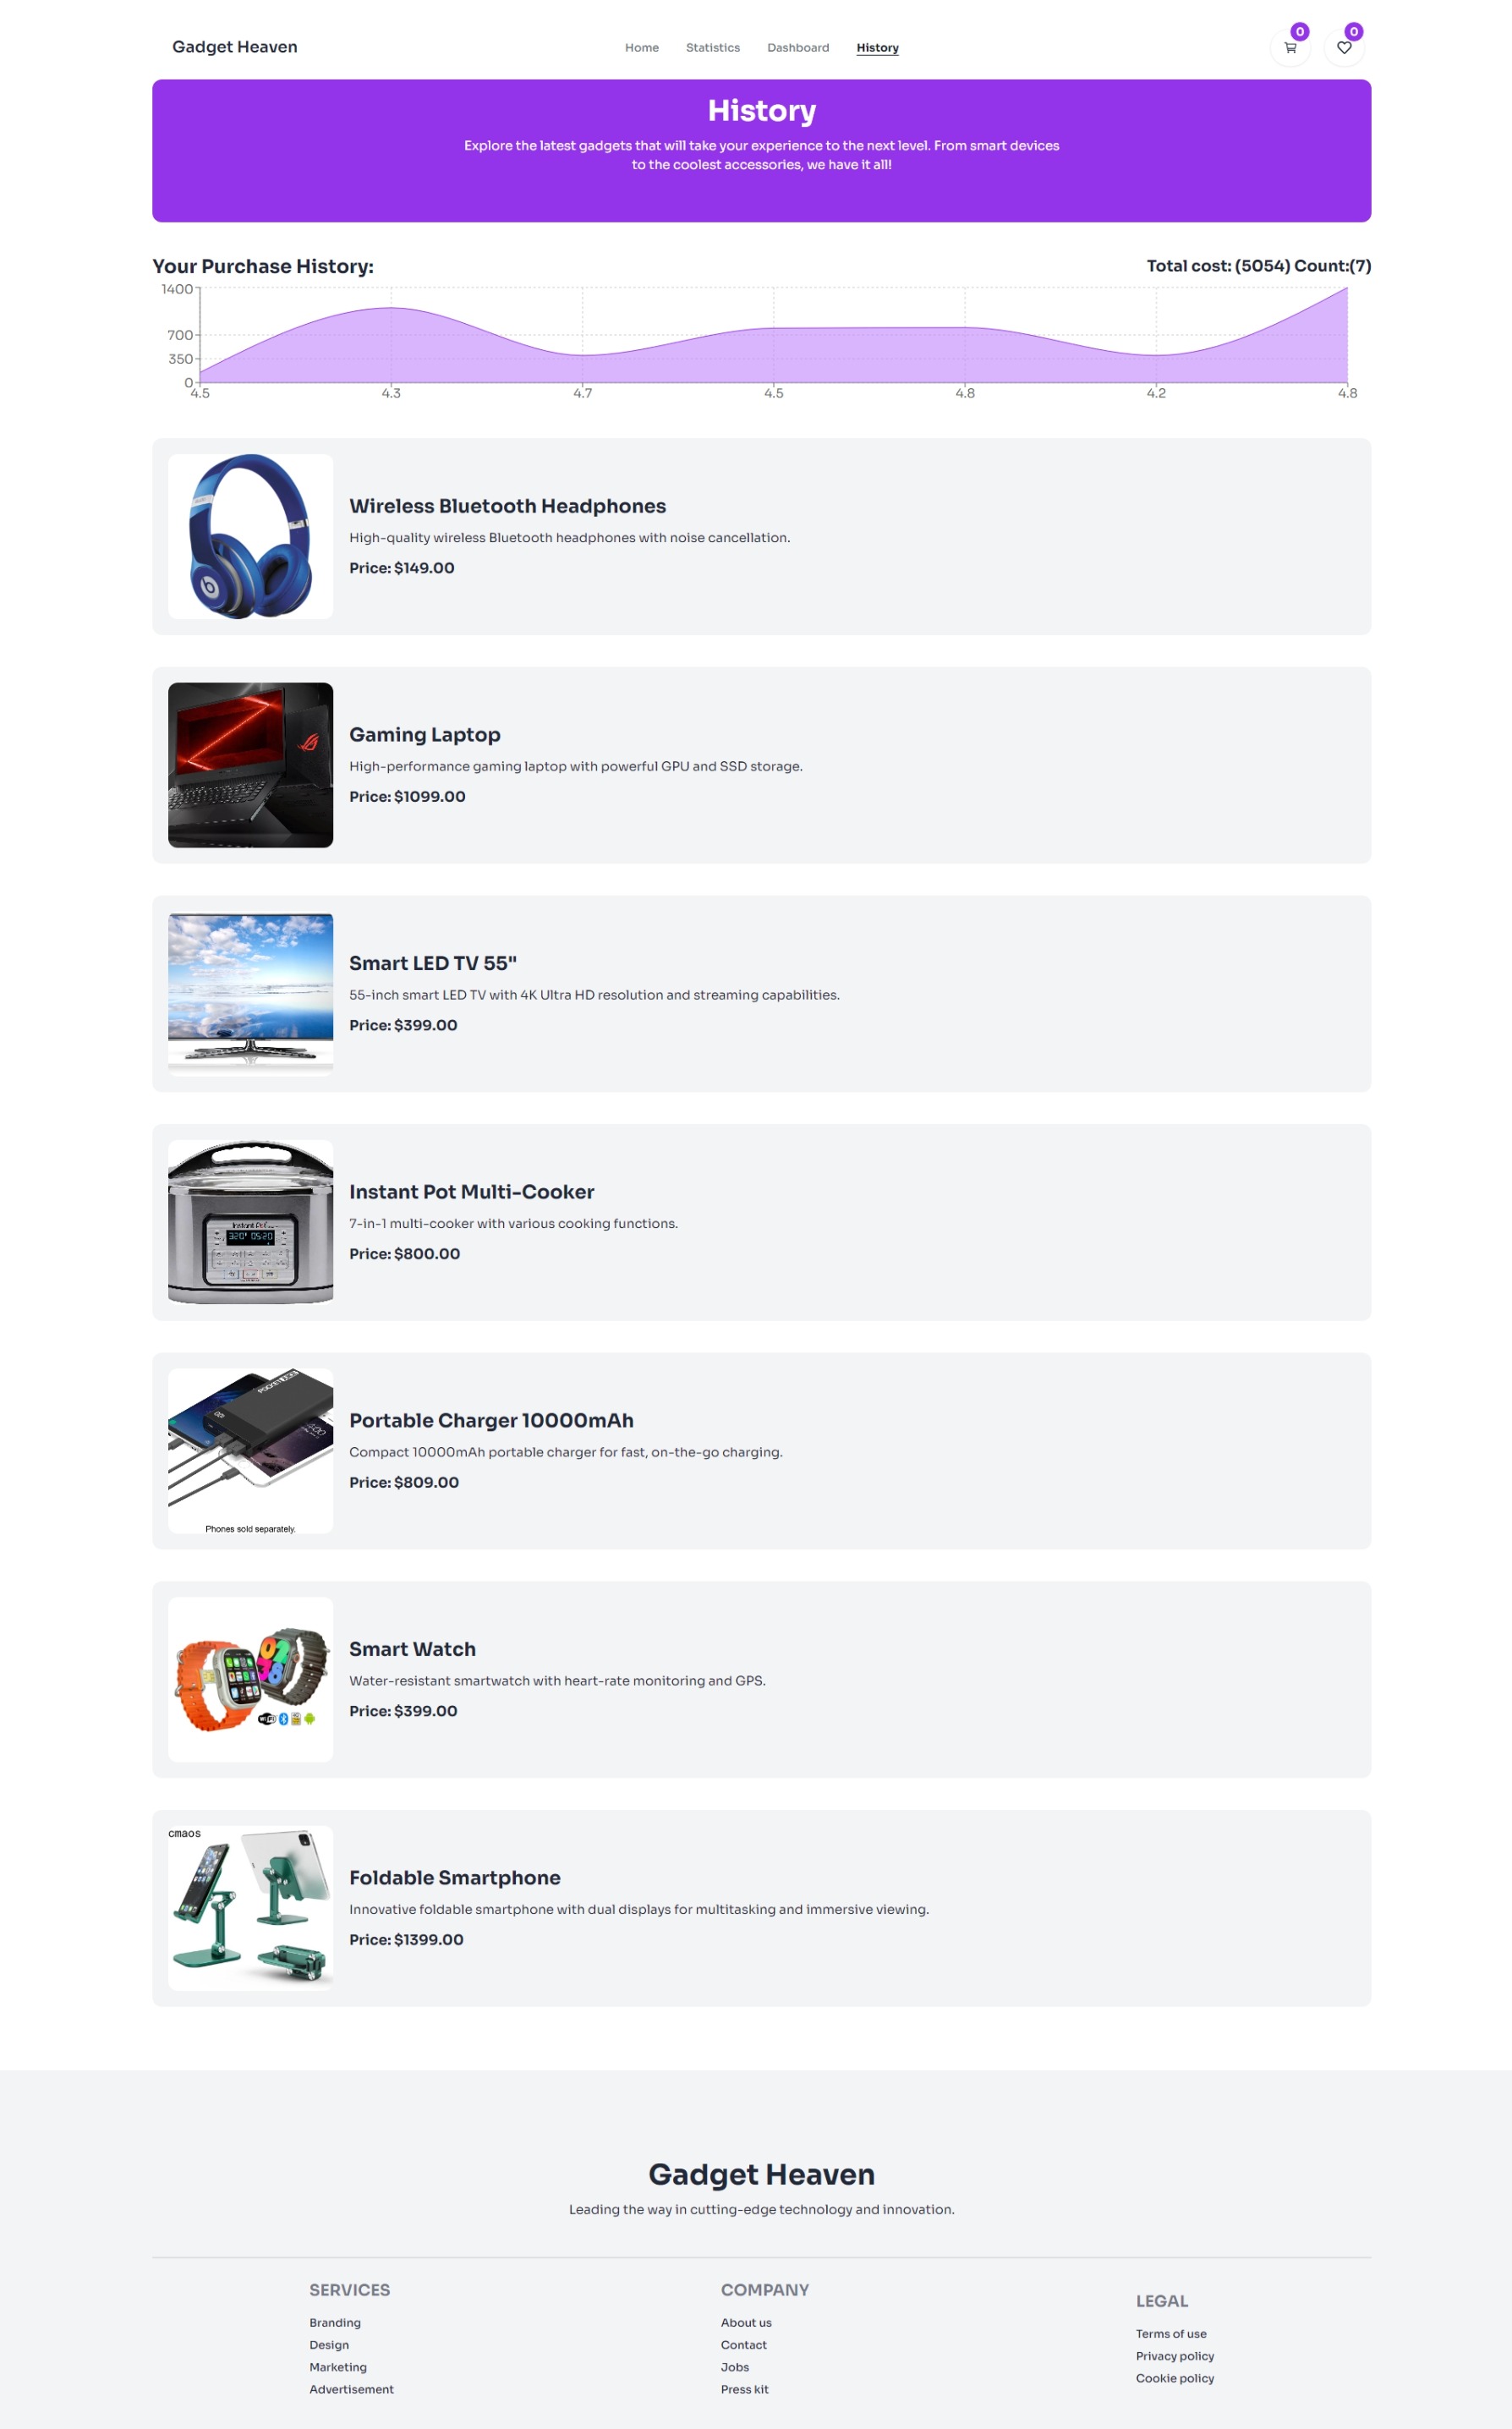 Gadget Heaven
Home Statistics Dashboard History
0 0
History
Explore the latest gadgets that will take your experience to the next level. From smart devices
to the coolest accessories, we have it all!
Your Purchase History:
Total cost: (5054) Count:(7)
1400
700
350
0
4.5 4.3 4.7 4.5 4.8 4.2 4.8
Wireless Bluetooth Headphones
High-quality wireless Bluetooth headphones with noise cancellation.
Price: $149.00
Gaming Laptop
High-performance gaming laptop with powerful GPU and SSD storage.
Price: $1099.00
Smart LED TV 55"
55-inch smart LED TV with 4K Ultra HD resolution and streaming capabilities.
Price: $399.00
Instant Pot
Instant Pot Multi-Cooker
7-in-1 multi-cooker with various cooking functions.
Price: $800.00
Portable Charger 10000mAh
Compact 10000mAh portable charger for fast, on-the-go charging.
Price: $809.00
Phones sold separately.
Smart Watch
Water-resistant smartwatch with heart-rate monitoring and GPS.
Price: $399.00
cmaos
Foldable Smartphone
Innovative foldable smartphone with dual displays for multitasking and immersive viewing.
Price: $1399.00
Gadget Heaven
Leading the way in cutting-edge technology and innovation.
SERVICES
Branding
Design
Marketing
Advertisement
COMPANY
About us
Contact
Jobs
Press kit
LEGAL
Terms of use
Privacy policy
Cookie policy